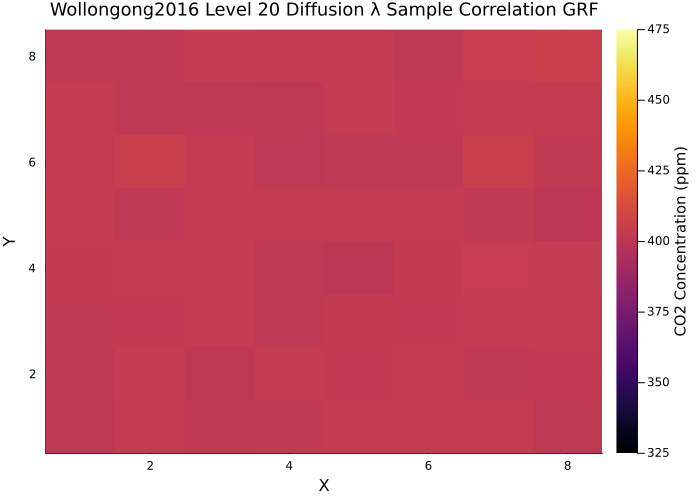 Wollongong2016 Level 20 Diffusion λ Sample Correlation GRF
8
6
4
2
Y
2 4 6 8
X
475
450
425
400
375
350
325
CO2 Concentration (ppm)